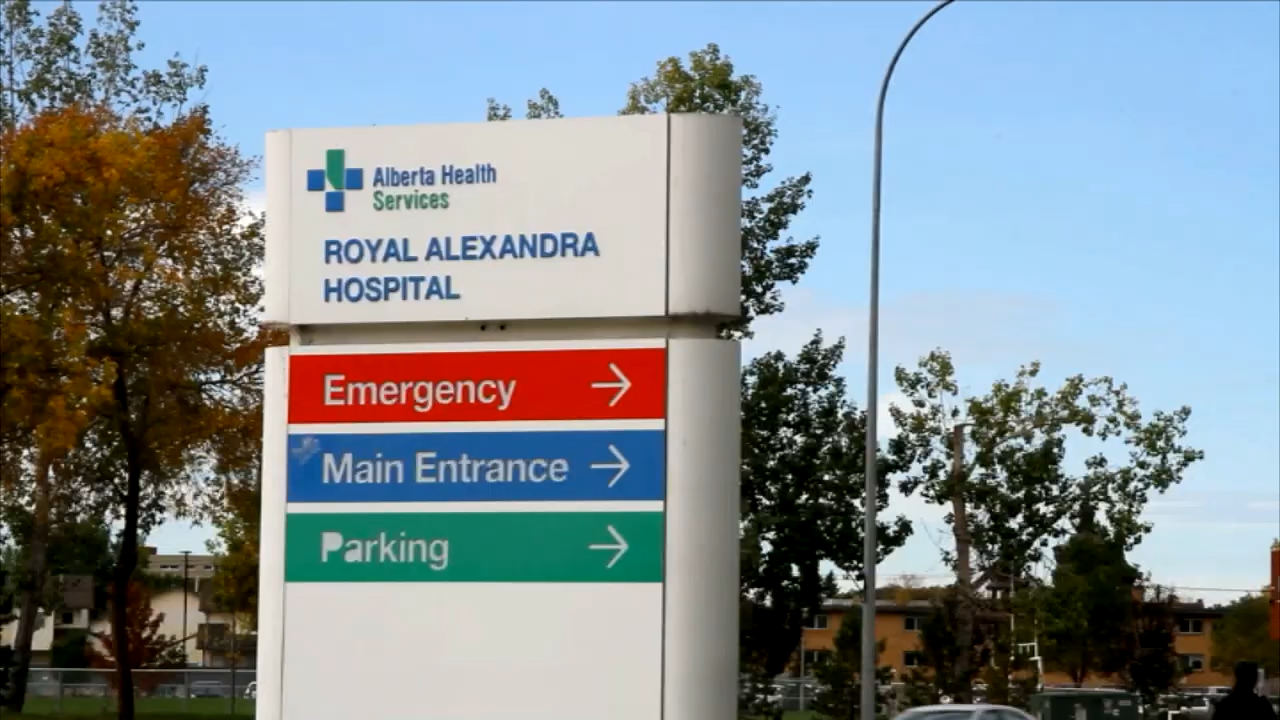 Alberta Health
Services
ROYAL ALEXANDRA
HOSPITAL
Emergency
Main Entrance
Parking